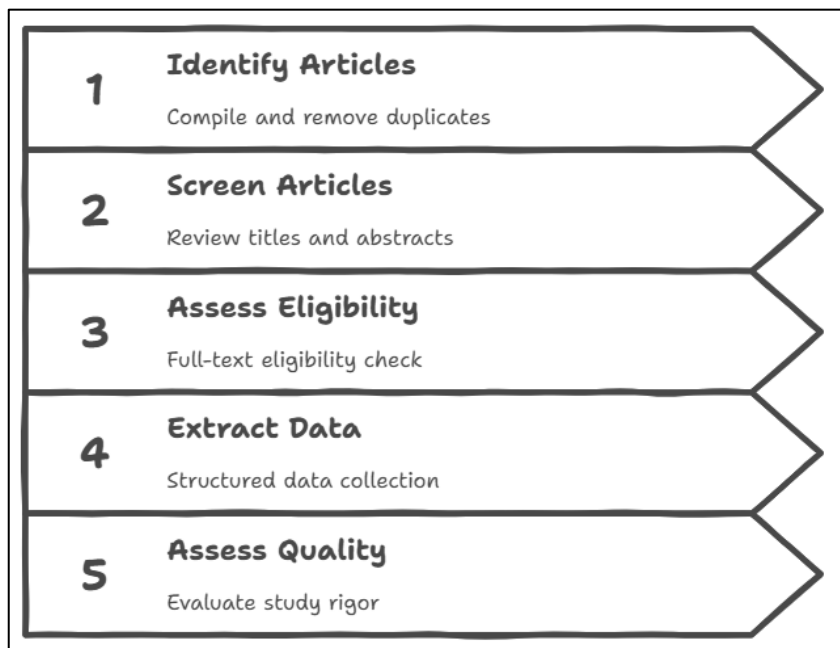 1
Identify Articles
Compile and remove duplicates
2
Screen Articles
Review titles and abstracts
3
Assess Eligibility
Full-text eligibility check
4
Extract Data
Structured data collection
5
Assess Quality
Evaluate study rigor